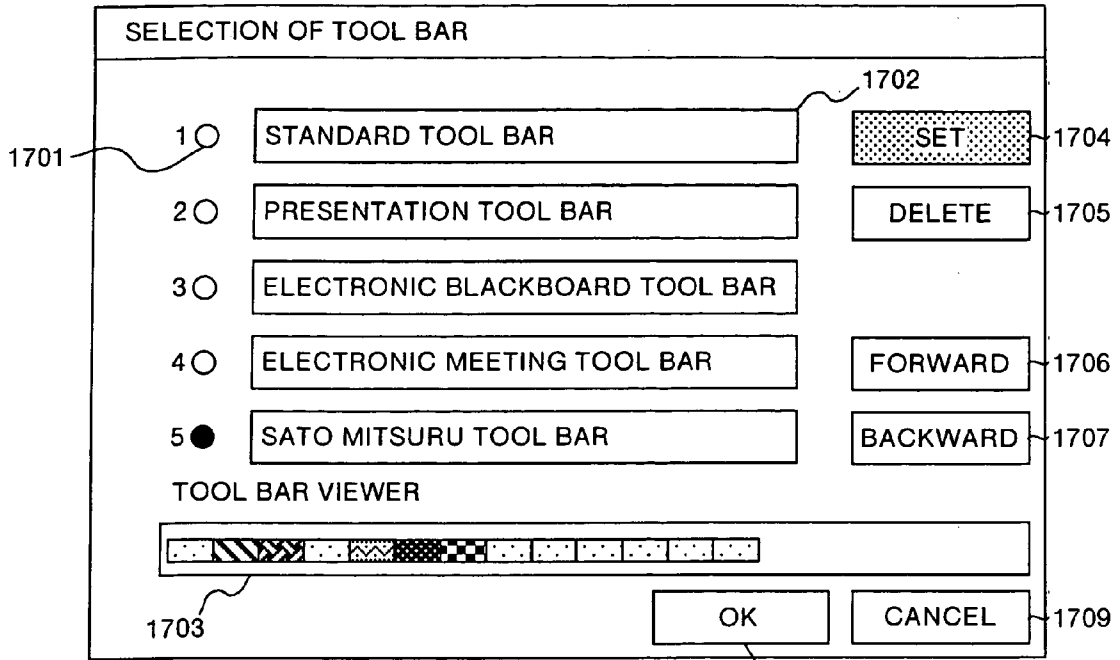 SELECTION OF TOOL BAR
1702
1 STANDARD TOOL BAR SET 1704
1701
2 PRESENTATION TOOL BAR DELETE 1705
3 ELECTRONIC BLACKBOARD TOOL BAR
4 ELECTRONIC MEETING TOOL BAR FORWARD 1706
5 SATO MITSURU TOOL BAR BACKWARD 1707
TOOL BAR VIEWER
1703
OK CANCEL 1709